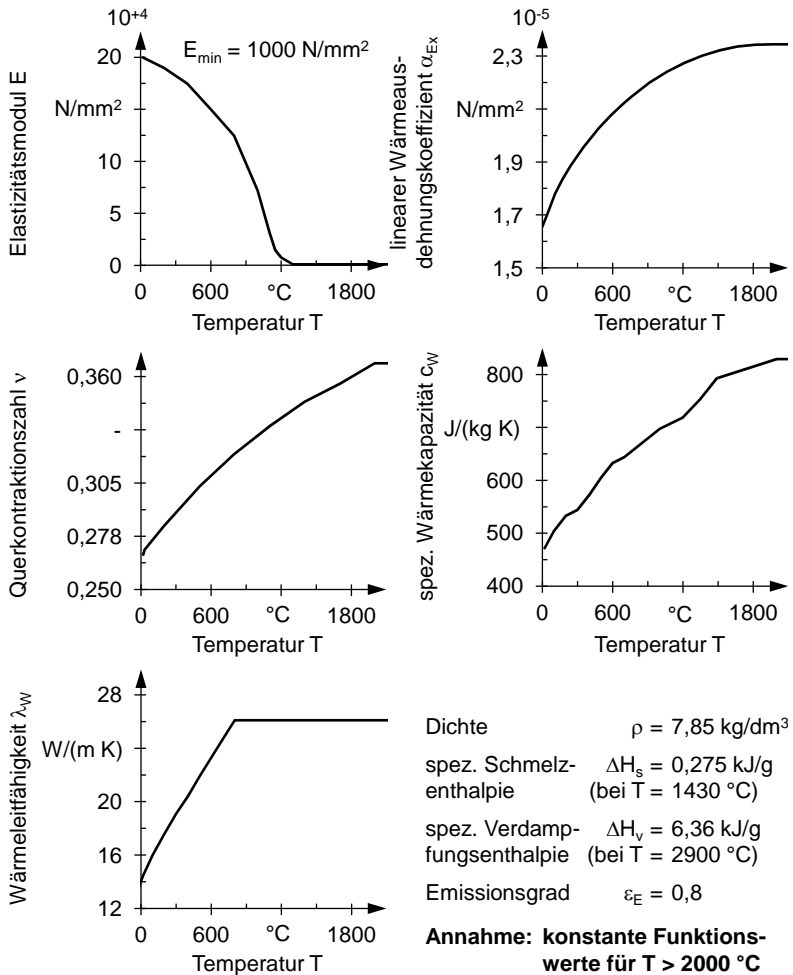 10+4
Elastizitätsmodul E
20
N/mm²
10
5
0
E_min = 1000 N/mm²
0 600 °C 1800
Temperatur T
10-5
linearer Wärmeaus-
dehnungskoeffizient α_Ex
2,3
N/mm²
1,9
1,7
1,5
0 600 °C 1800
Temperatur T
Querkontraktionszahl ν
0,360
-
0,305
0,278
0,250
0 600 °C 1800
Temperatur T
spez. Wärmekapazität c_W
800
J/(kg K)
600
500
400
0 600 °C 1800
Temperatur T
Wärmeleitfähigkeit λ_W
28
W/(m K)
20
16
12
0 600 °C 1800
Temperatur T
Dichte ρ = 7,85 kg/dm³
spez. Schmelz- ΔH_s = 0,275 kJ/g
enthalpie (bei T = 1430 °C)
spez. Verdamp- ΔH_v = 6,36 kJ/g
fungsenthalpie (bei T = 2900 °C)
Emissionsgrad ε_E = 0,8
Annahme: konstante Funktions-
werte für T > 2000 °C